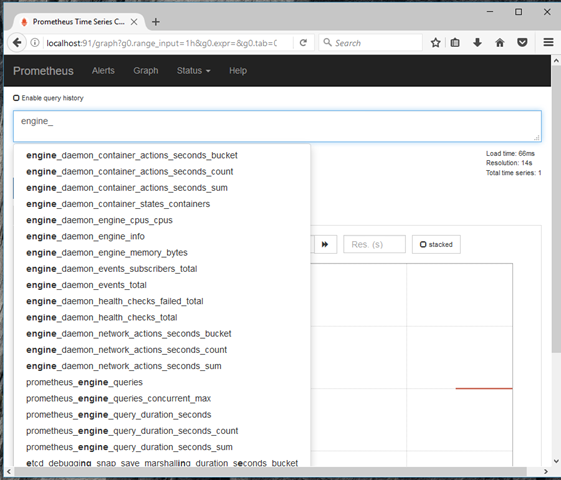 Prometheus Time Series C...
localhost:91/graph?g0.range_input=1h&g0.expr=&g0.tab=0
Search
Prometheus Alerts Graph Status Help
Enable query history
engine_
Load time: 66ms
Resolution: 14s
Total time series: 1
engine_daemon_container_actions_seconds_bucket
engine_daemon_container_actions_seconds_count
engine_daemon_container_actions_seconds_sum
engine_daemon_container_states_containers
engine_daemon_engine_cpus_cpus
engine_daemon_engine_info
engine_daemon_engine_memory_bytes
engine_daemon_events_subscribers_total
engine_daemon_events_total
engine_daemon_health_checks_failed_total
engine_daemon_health_checks_total
engine_daemon_network_actions_seconds_bucket
engine_daemon_network_actions_seconds_count
engine_daemon_network_actions_seconds_sum
prometheus_engine_queries
prometheus_engine_queries_concurrent_max
prometheus_engine_query_duration_seconds
prometheus_engine_query_duration_seconds_count
prometheus_engine_query_duration_seconds_sum
etcd_debugging_snap_save_marshalling_duration_seconds_bucket
Res. (s)
stacked